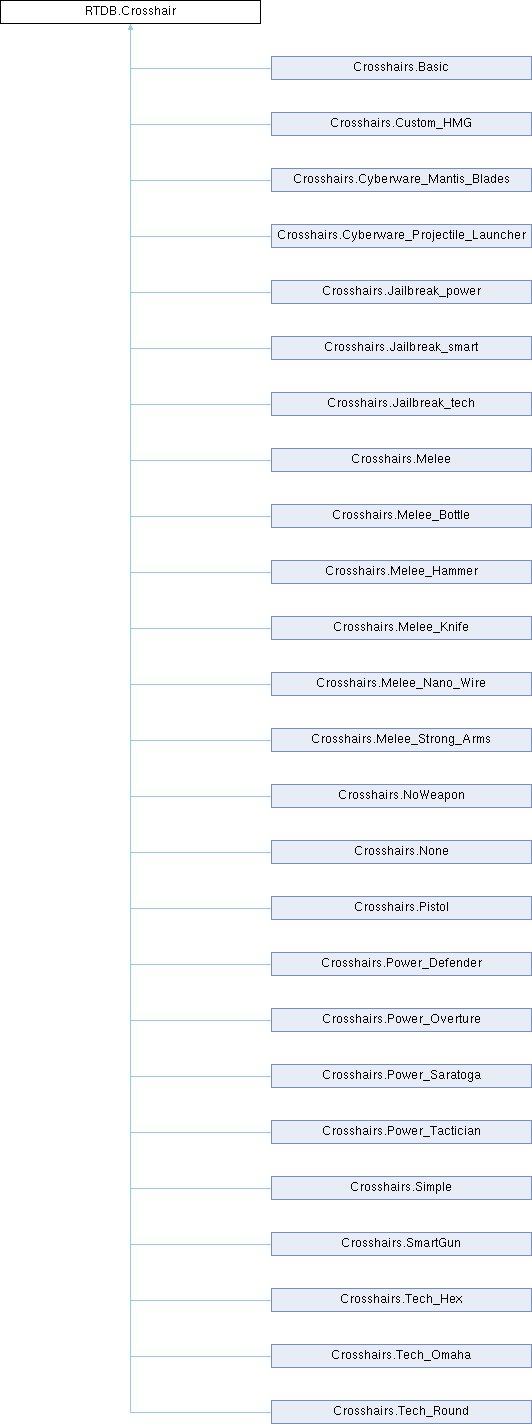 RTDB.Crosshair
Crosshairs.Basic
Crosshairs.Custom_HMG
Crosshairs.Cyberware_Mantis_Blades
Crosshairs.Cyberware_Projectile_Launcher
Crosshairs.Jailbreak_power
Crosshairs.Jailbreak_smart
Crosshairs.Jailbreak_tech
Crosshairs.Melee
Crosshairs.Melee_Bottle
Crosshairs.Melee_Hammer
Crosshairs.Melee_Knife
Crosshairs.Melee_Nano_Wire
Crosshairs.Melee_Strong_Arms
Crosshairs.NoWeapon
Crosshairs.None
Crosshairs.Pistol
Crosshairs.Power_Defender
Crosshairs.Power_Overture
Crosshairs.Power_Saratoga
Crosshairs.Power_Tactician
Crosshairs.Simple
Crosshairs.SmartGun
Crosshairs.Tech_Hex
Crosshairs.Tech_Omaha
Crosshairs.Tech_Round